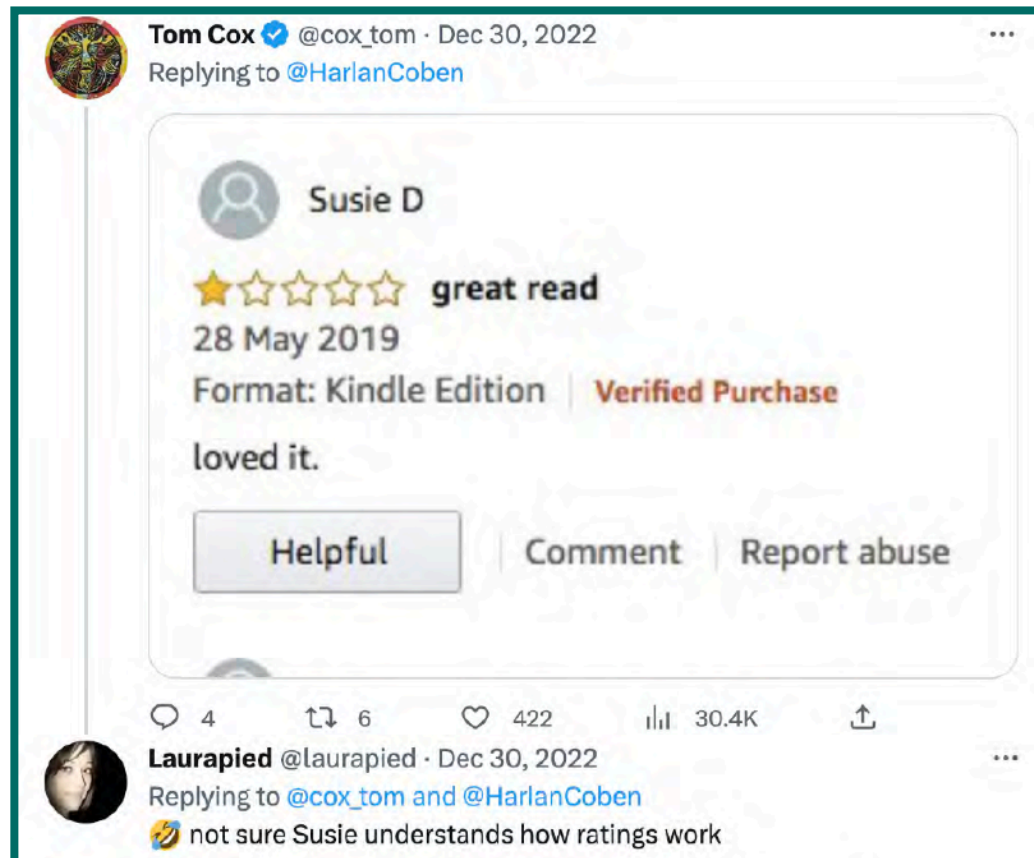 Tom Cox @cox_tom · Dec 30, 2022
Replying to @HarlanCoben
Susie D
great read
28 May 2019
Format: Kindle Edition | Verified Purchase
loved it.
Helpful | Comment | Report abuse
4 6 422 30.4K
Laurapied @laurapied · Dec 30, 2022
Replying to @cox_tom and @HarlanCoben
🤣 not sure Susie understands how ratings work